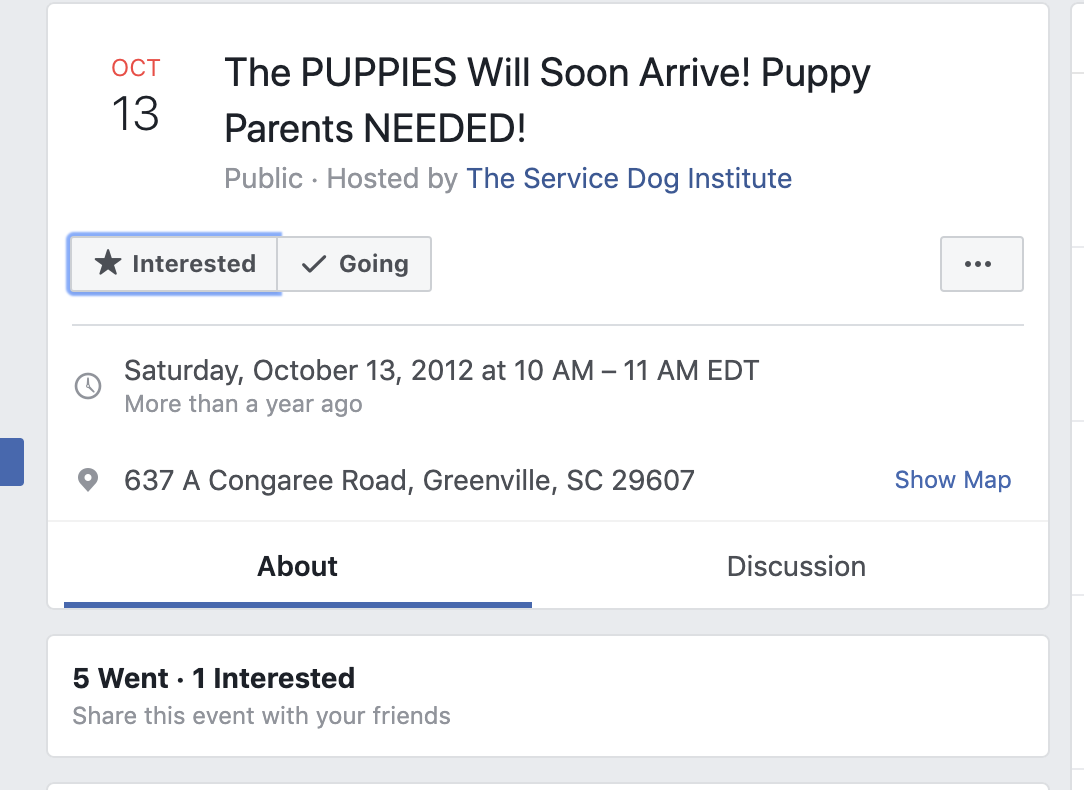 OCT
13
The PUPPIES Will Soon Arrive! Puppy
Parents NEEDED!
Public · Hosted by The Service Dog Institute
Interested
Going
Saturday, October 13, 2012 at 10 AM – 11 AM EDT
More than a year ago
637 A Congaree Road, Greenville, SC 29607
Show Map
About
Discussion
5 Went · 1 Interested
Share this event with your friends